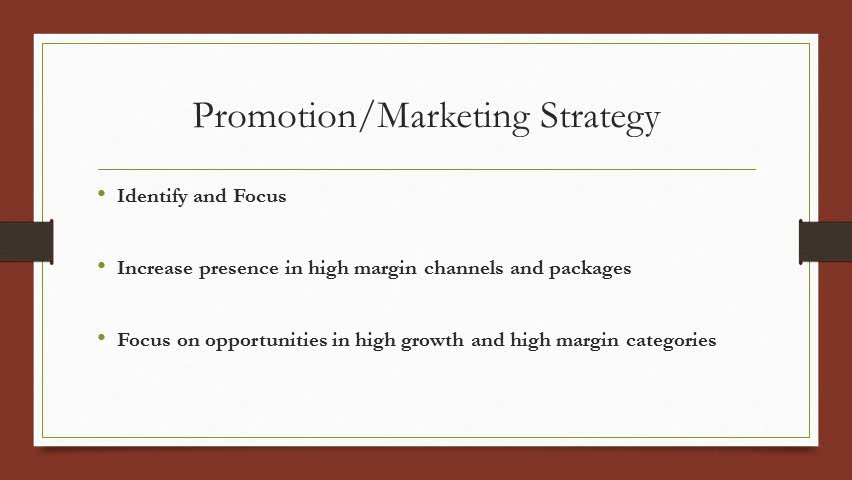 Promotion/Marketing Strategy
• Identify and Focus
• Increase presence in high margin channels and packages
• Focus on opportunities in high growth and high margin categories